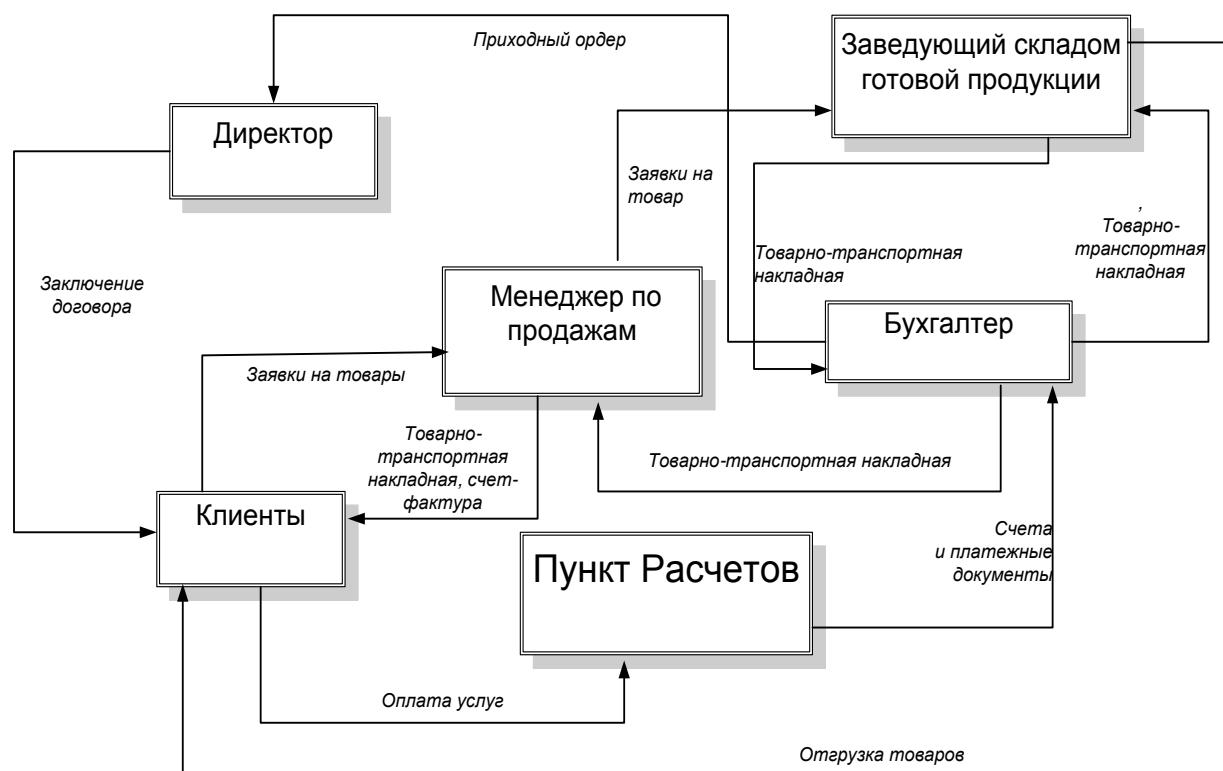 Приходный ордер
Заведующий складом
готовой продукции
Директор
Заявки на
товар
,
Товарно-
транспортная
накладная
Товарно-транспортная
накладная
Заключение
договора
Менеджер по
продажам
Бухгалтер
Заявки на товары
Товарно-
транспортная
накладная, счет-
фактура
Товарно-транспортная накладная
Клиенты
Счета
и платежные
документы
Пункт Расчетов
Оплата услуг
Отгрузка товаров